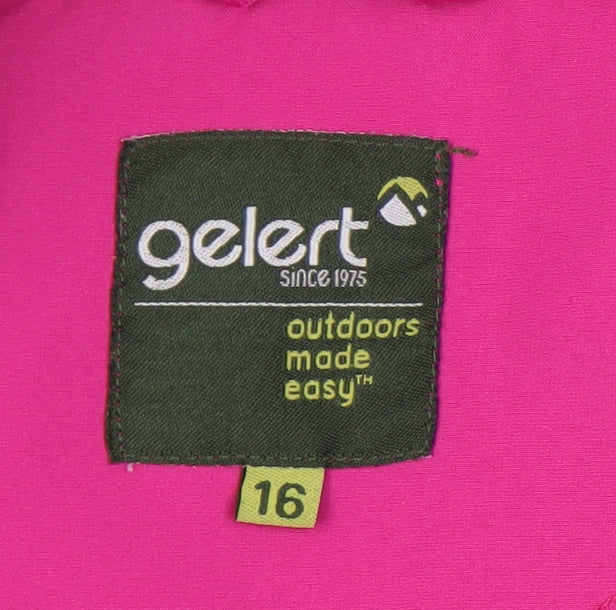 gelert
SINCE 1975
outdoors
made
easy™
16